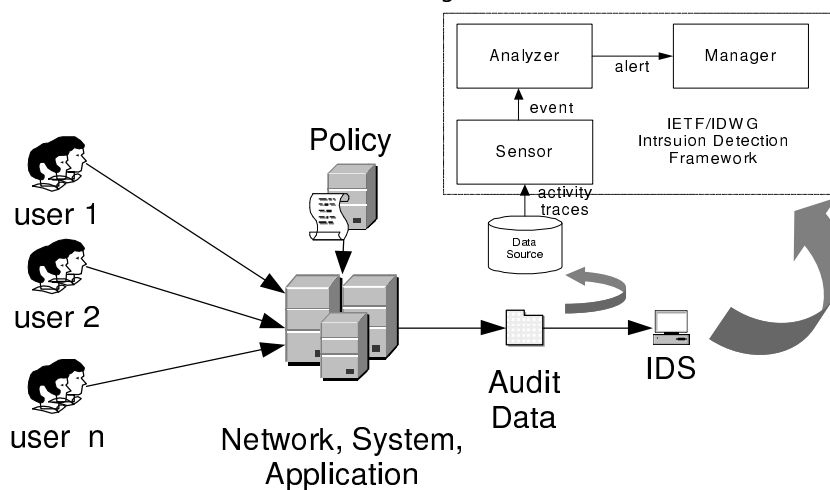 g
Analyzer
alert
Manager
event
Sensor
IETF/IDWG
Intrsuion Detection
Framework
activity
traces
Data
Source
Policy
user 1
user 2
user n
Network, System,
Application
Audit
Data
IDS